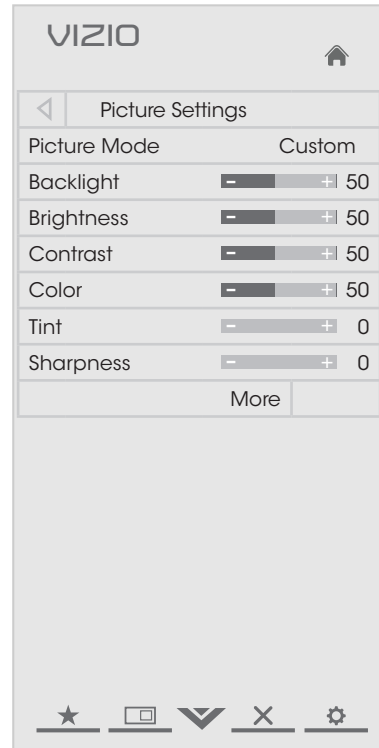 VIZIO
Picture Settings
Picture Mode Custom
Backlight - + 50
Brightness - + 50
Contrast - + 50
Color - + 50
Tint - + 0
Sharpness - + 0
More